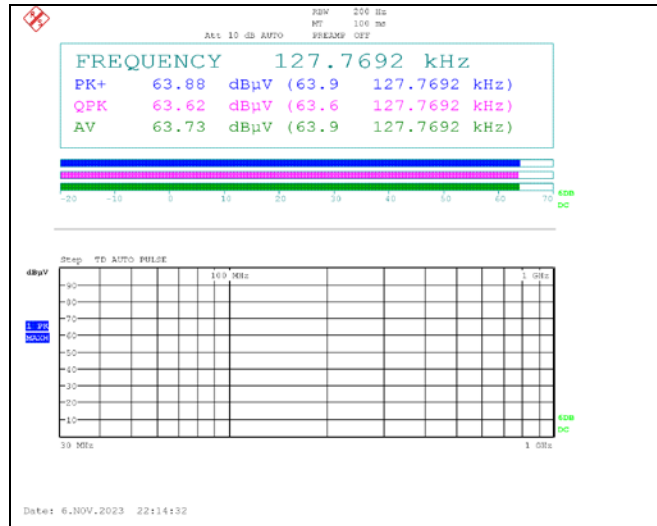 RBW 200 Hz
MT 100 ms
Att 10 dB AUTO PREAMP OFF
FREQUENCY 127.7692 kHz
PK+ 63.88 dBµV (63.9 127.7692 kHz)
QPK 63.62 dBµV (63.6 127.7692 kHz)
AV 63.73 dBµV (63.9 127.7692 kHz)
-20 -10 0 10 20 30 40 50 60 70
6DB
DC
Step TD AUTO PULSE
dBµV
100 MHz 1 GHz
90
80
70
1 PK
MAXH
60
50
40
30
20
10
6DB
DC
30 MHz 1 GHz
Date: 6.NOV.2023 22:14:32